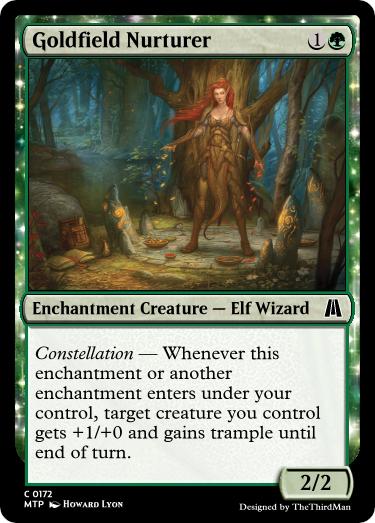 Goldfield Nurturer 1
Enchantment Creature — Elf Wizard
Constellation — Whenever this
enchantment or another
enchantment enters under your
control, target creature you control
gets +1/+0 and gains trample until
end of turn.
2/2
C 0172
MTP Howard Lyon
Designed by TheThirdMan